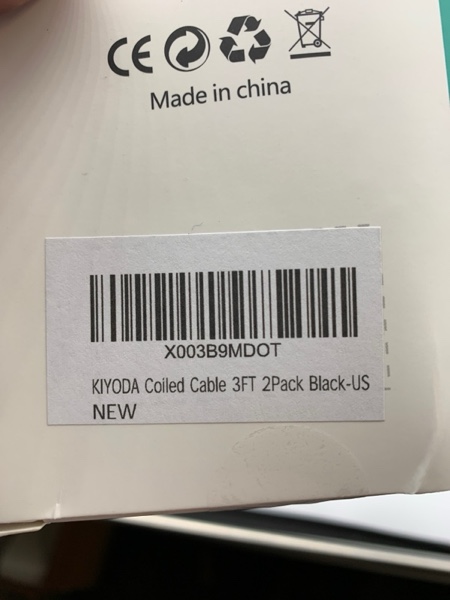 CE
Made in china
X003B9MDOT
KIYODA Coiled Cable 3FT 2Pack Black-US
NEW